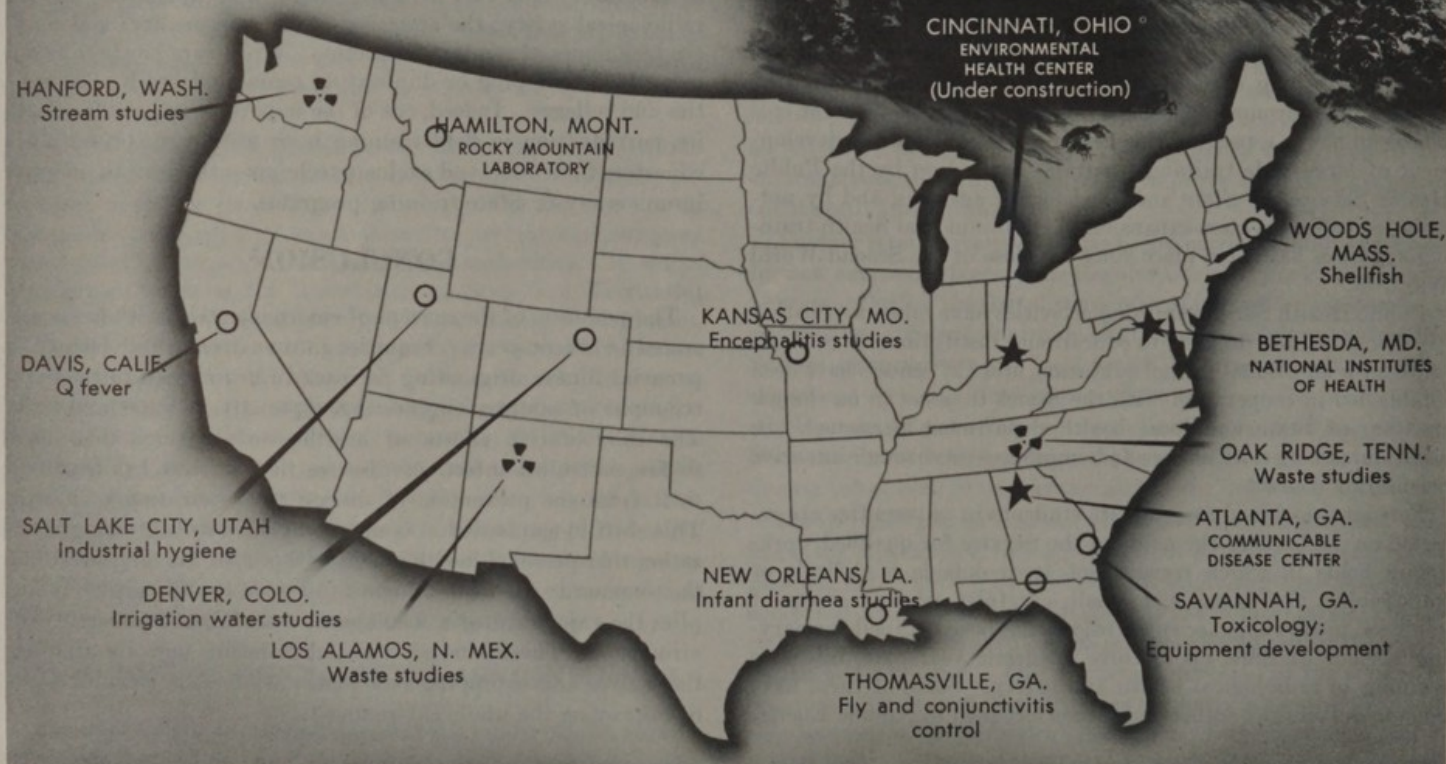 CINCINNATI, OHIO
ENVIRONMENTAL
HEALTH CENTER
(Under construction)
HANFORD, WASH.
Stream studies
HAMILTON, MONT.
ROCKY MOUNTAIN
LABORATORY
WOODS HOLE,
MASS.
Shellfish
KANSAS CITY, MO.
Encephalitis studies
BETHESDA, MD.
NATIONAL INSTITUTES
OF HEALTH
DAVIS, CALIF.
Q fever
OAK RIDGE, TENN.
Waste studies
SALT LAKE CITY, UTAH
Industrial hygiene
ATLANTA, GA.
COMMUNICABLE
DISEASE CENTER
DENVER, COLO.
Irrigation water studies
NEW ORLEANS, LA.
Infant diarrhea studies
SAVANNAH, GA.
Toxicology;
Equipment development
LOS ALAMOS, N. MEX.
Waste studies
THOMASVILLE, GA.
Fly and conjunctivitis
control